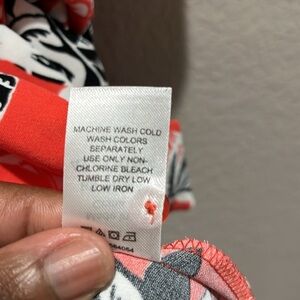 MACHINE WASH COLD
WASH COLORS
SEPARATELY
USE ONLY NON-
CHLORINE BLEACH
TUMBLE DRY LOW
LOW IRON